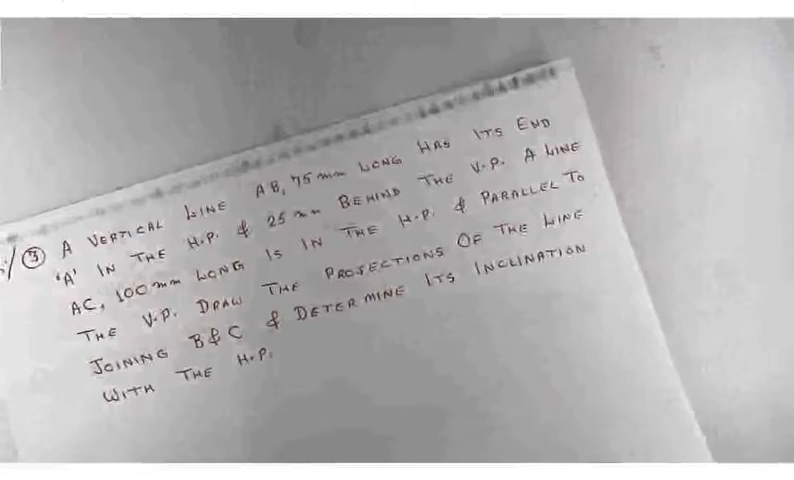 ③ A VERTICAL LINE AB, 75 mm LONG HAS ITS END
'A' IN THE H.P. & 25 mm BEHIND THE V.P. A LINE
AC, 100 mm LONG IS IN THE H.P. & PARALLEL TO
THE V.P. DRAW THE PROJECTIONS OF THE LINE
JOINING B & C & DETERMINE ITS INCLINATION
WITH THE H.P.